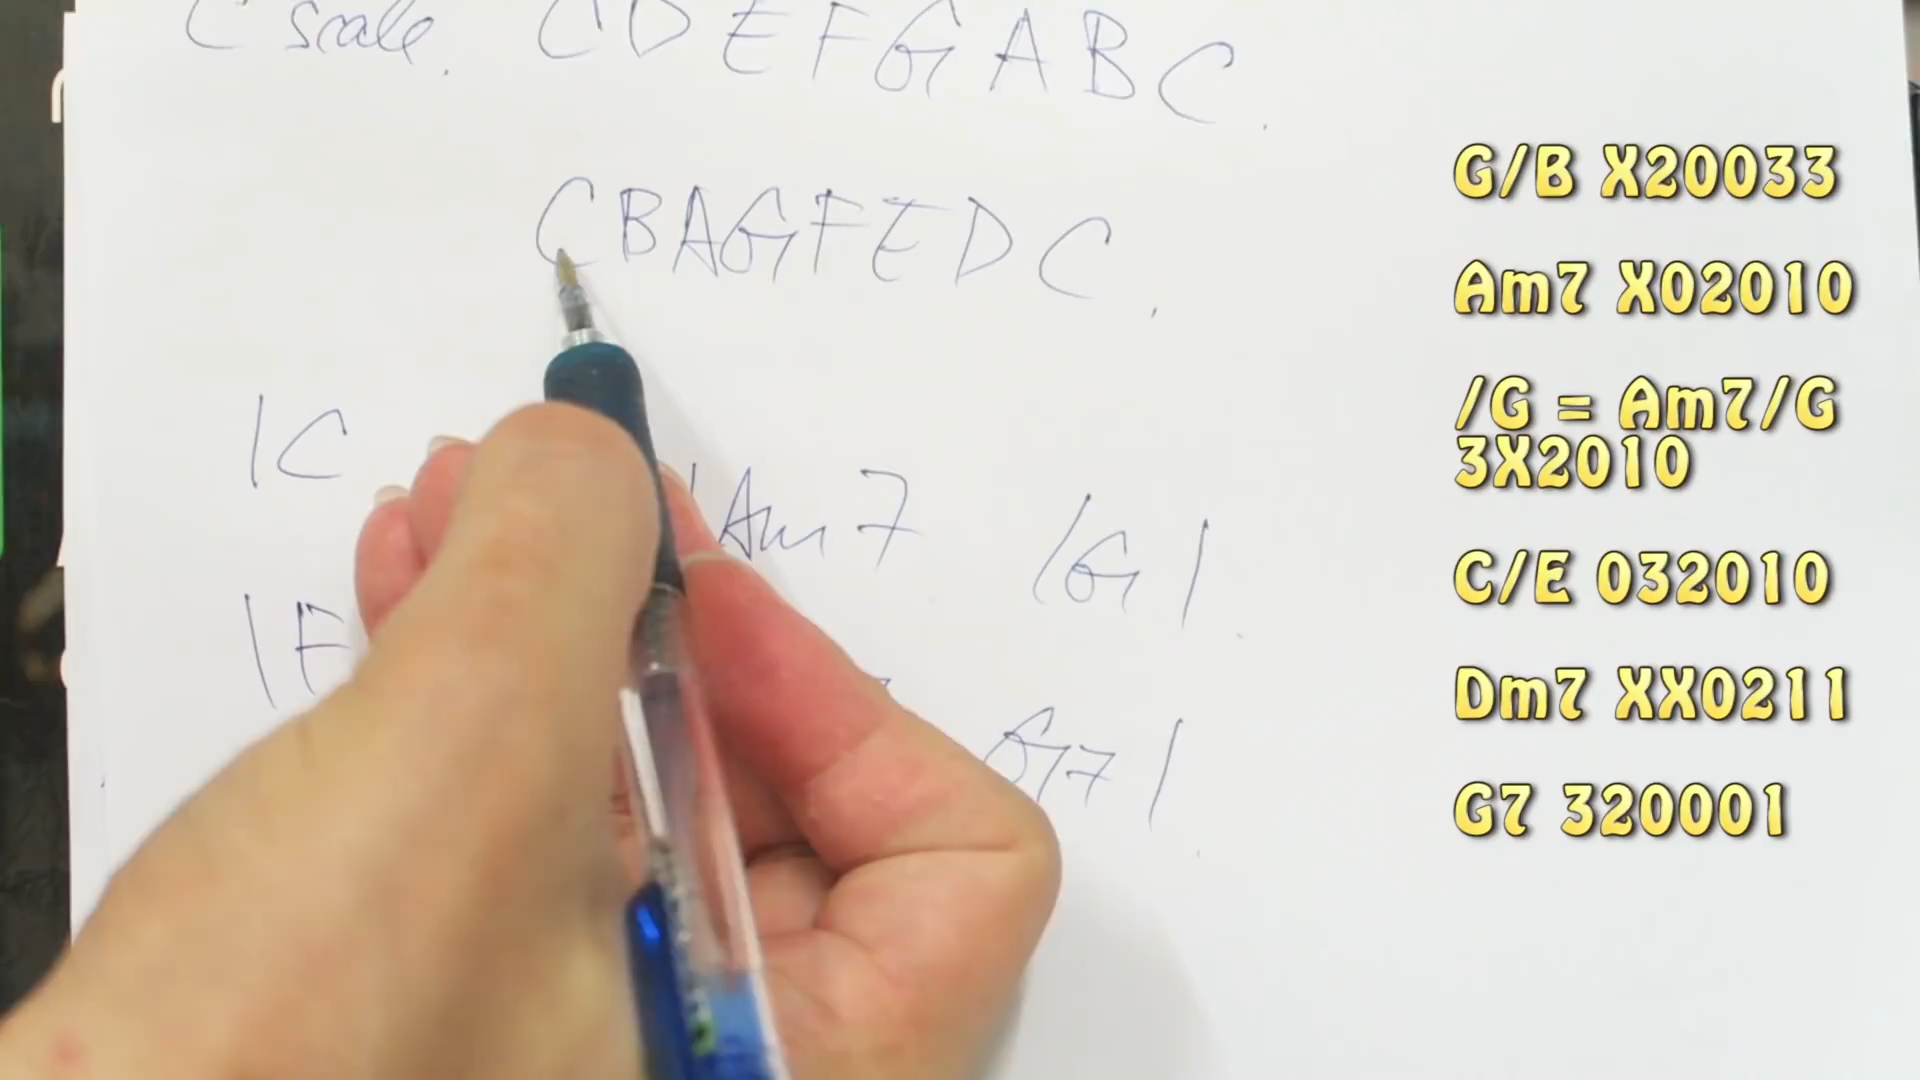 C scale. C D E F G A B C.
C B A G F E D C.
| C | Am7 / G |
| F G7 |
G/B X20033
Am7 X02010
/G = Am7/G
3X2010
C/E 032010
Dm7 XX0211
G7 320001